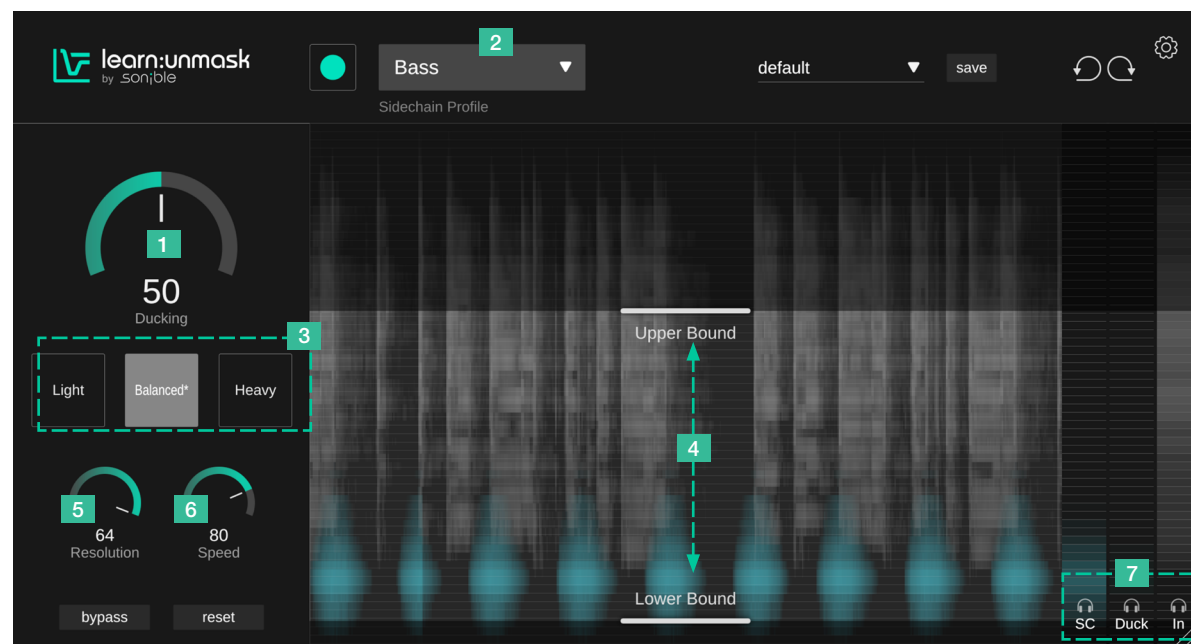 learn:unmask
by sonible
2
Bass
Sidechain Profile
default
save
1
50
Ducking
3
Light
Balanced*
Heavy
5
64
Resolution
6
80
Speed
bypass
reset
Upper Bound
4
Lower Bound
7
SC
Duck
In